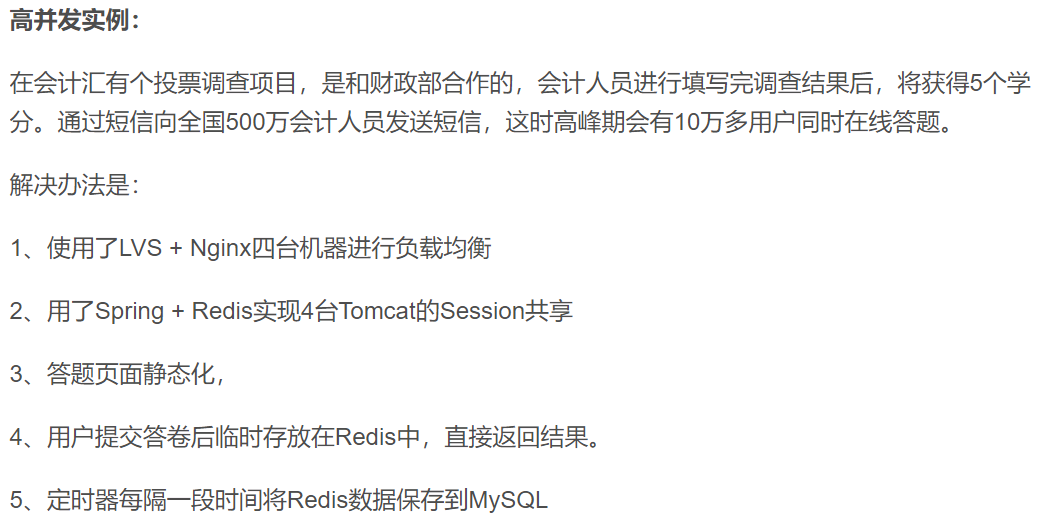 高并发实例：
在会计汇有个投票调查项目，是和财政部合作的，会计人员进行填写完调查结果后，将获得5个学
分。通过短信向全国500万会计人员发送短信，这时高峰期会有10万多用户同时在线答题。
解决办法是：
1、使用了LVS + Nginx四台机器进行负载均衡
2、用了Spring + Redis实现4台Tomcat的Session共享
3、答题页面静态化，
4、用户提交答卷后临时存放在Redis中，直接返回结果。
5、定时器每隔一段时间将Redis数据保存到MySQL